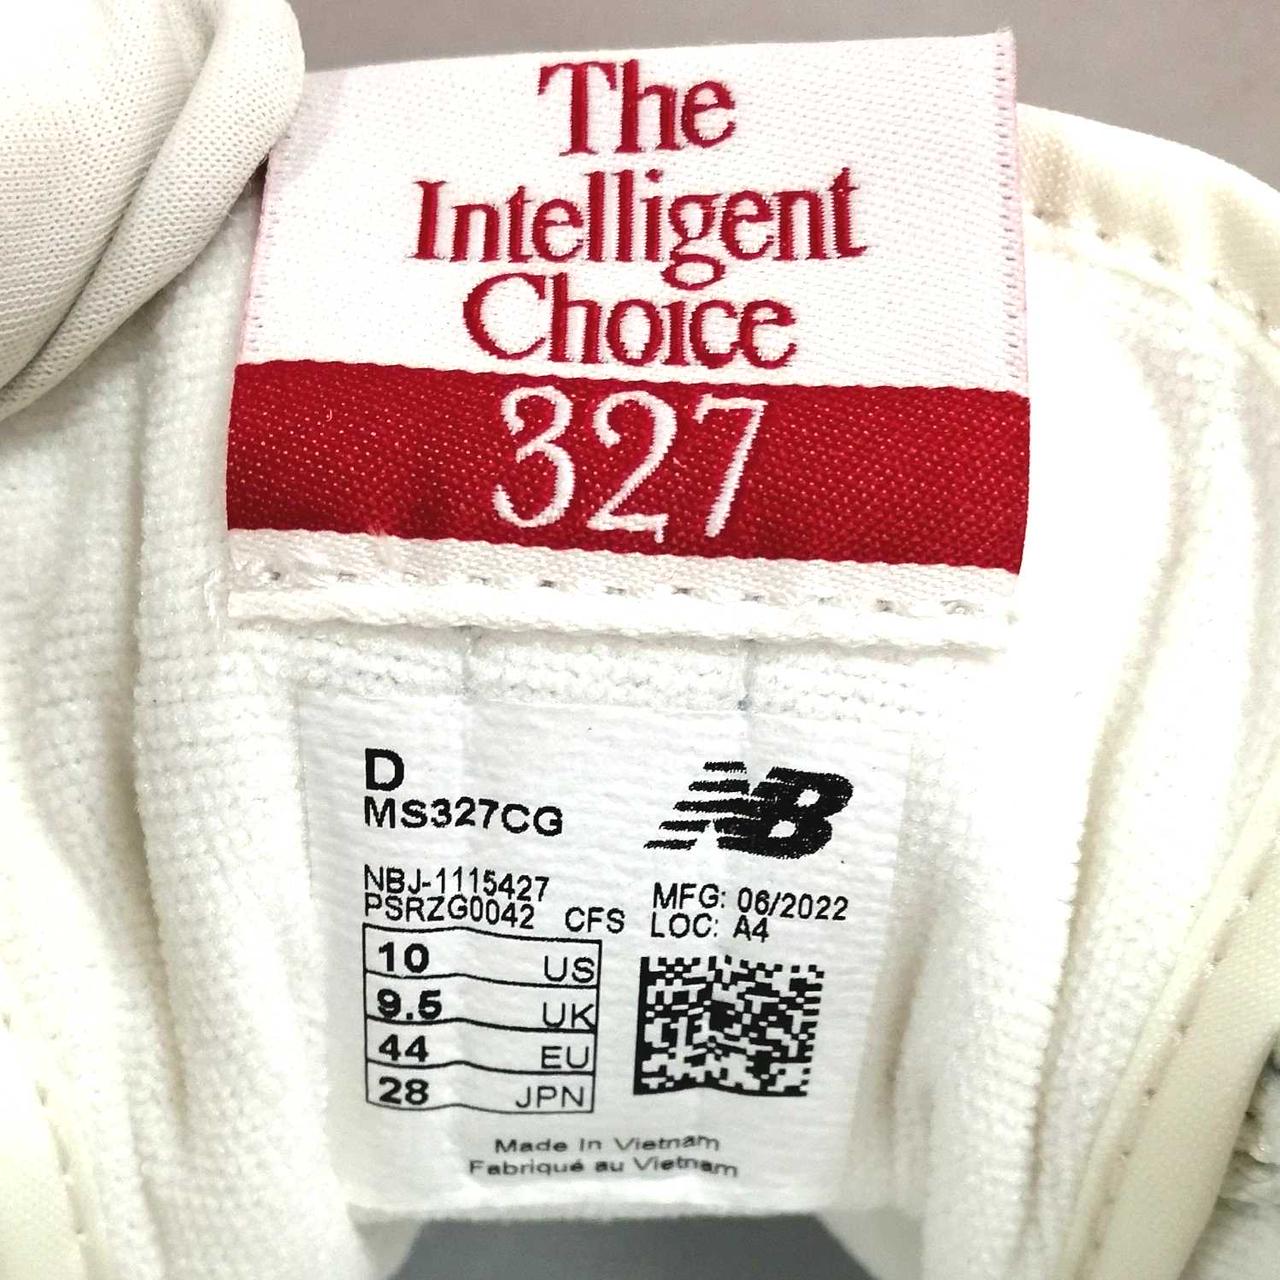 The
Intelligent
Choice
327
D
MS327CG
NB
NBJ-1115427
PSRZG0042 CFS
MFG: 06/2022
LOC: A4
10 US
9.5 UK
44 EU
28 JPN
Made In Vietnam
Fabriqué au Vietnam